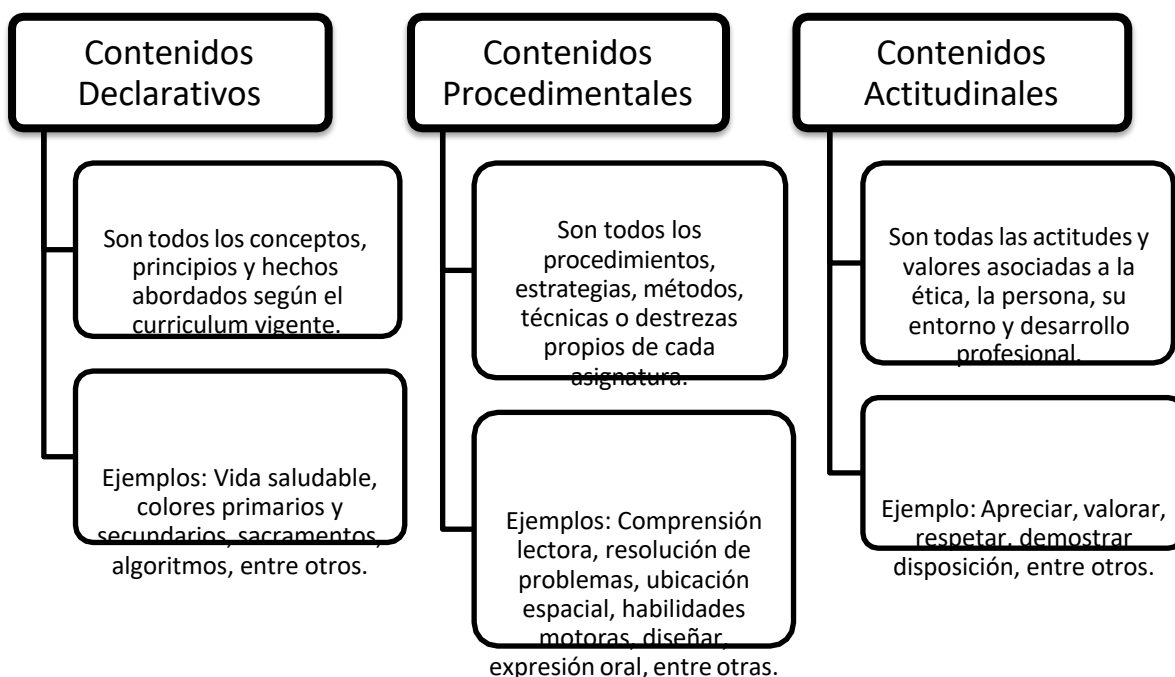 Contenidos
Declarativos
Son todos los conceptos,
principios y hechos
abordados según el
curriculum vigente.
Ejemplos: Vida saludable,
colores primarios y
secundarios, sacramentos,
algoritmos, entre otros.
Contenidos
Procedimentales
Son todos los
procedimientos,
estrategias, métodos,
técnicas o destrezas
propios de cada
asignatura.
Ejemplos: Comprensión
lectora, resolución de
problemas, ubicación
espacial, habilidades
motoras, diseñar,
expresión oral, entre otras.
Contenidos
Actitudinales
Son todas las actitudes y
valores asociadas a la
ética, la persona, su
entorno y desarrollo
profesional.
Ejemplo: Apreciar, valorar,
respetar, demostrar
disposición, entre otros.